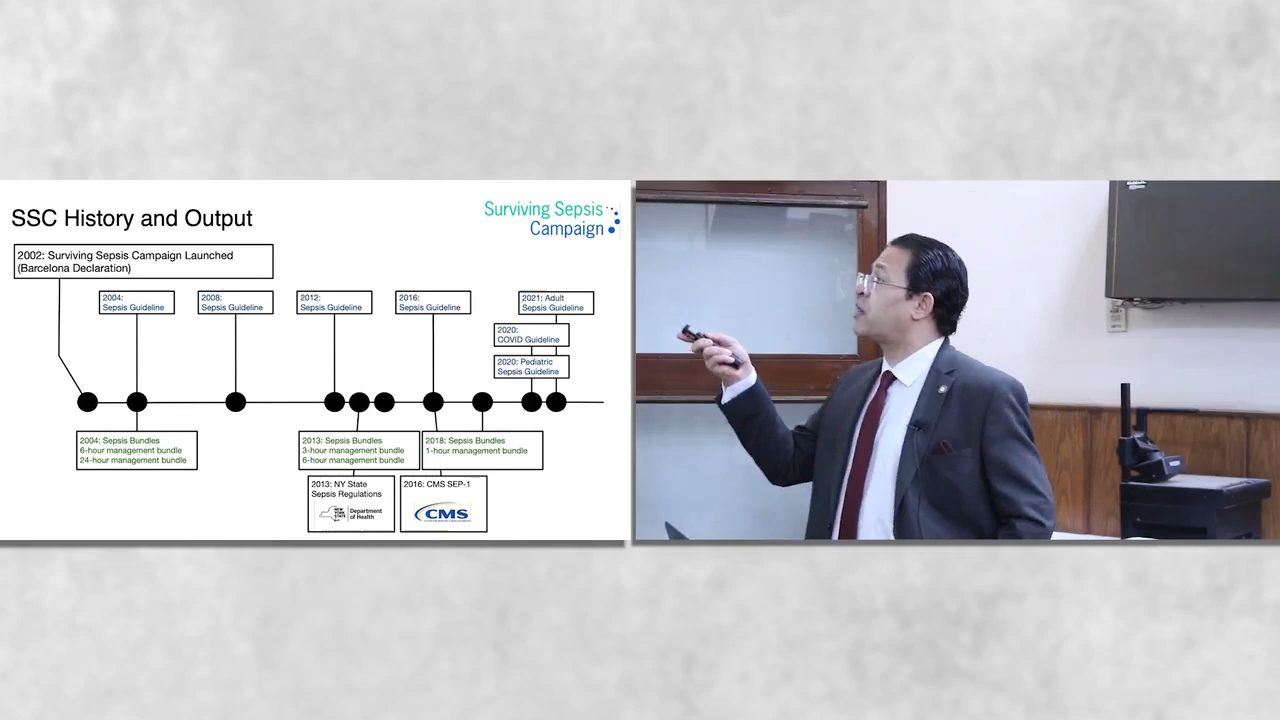 SSC History and Output
Surviving Sepsis
Campaign
2002: Surviving Sepsis Campaign Launched
(Barcelona Declaration)
2004:
Sepsis Guideline
2008:
Sepsis Guideline
2012:
Sepsis Guideline
2016:
Sepsis Guideline
2021: Adult
Sepsis Guideline
2020:
COVID Guideline
2020: Pediatric
Sepsis Guideline
2004: Sepsis Bundles
6-hour management bundle
24-hour management bundle
2013: Sepsis Bundles
3-hour management bundle
6-hour management bundle
2018: Sepsis Bundles
1-hour management bundle
2013: NY State
Sepsis Regulations
NEW
YORK
STATE
Department
of Health
2016: CMS SEP-1
CMS